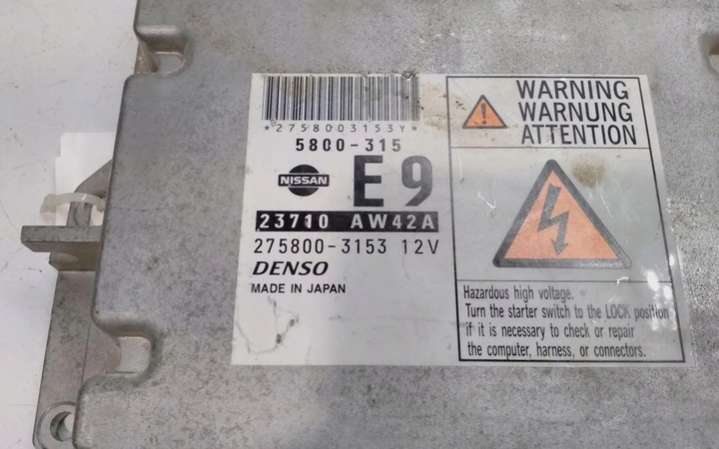 *2758003153Y*
5800-315
NISSAN
E9
23710 AW42A
275800-3153 12V
DENSO
MADE IN JAPAN
WARNING
WARNUNG
ATTENTION
Hazardous high voltage.
Turn the starter switch to the LOCK position
if it is necessary to check or repair
the computer, harness, or connectors.